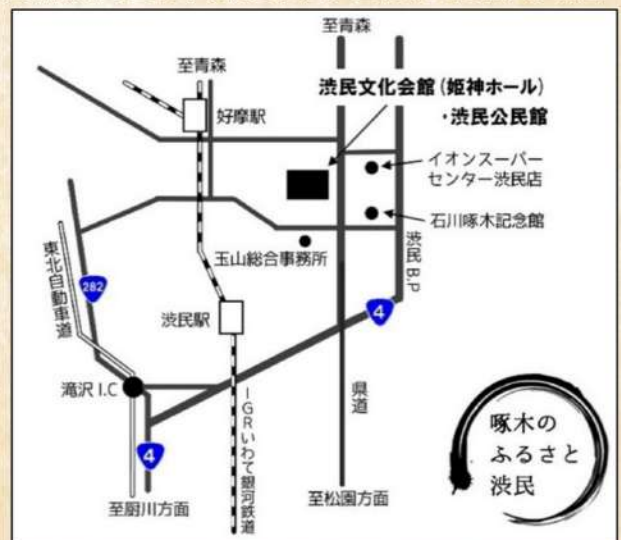 至青森
至青森
渋民文化会館(姫神ホール)
・渋民公民館
好摩駅
イオンスーパー
センター渋民店
石川啄木記念館
玉山総合事務所
渋民B.P
東北自動車道
282
渋民駅
4
滝沢I.C
県道
IGRいわて銀河鉄道
啄木の
ふるさと
渋民
4
至厨川方面
至松園方面